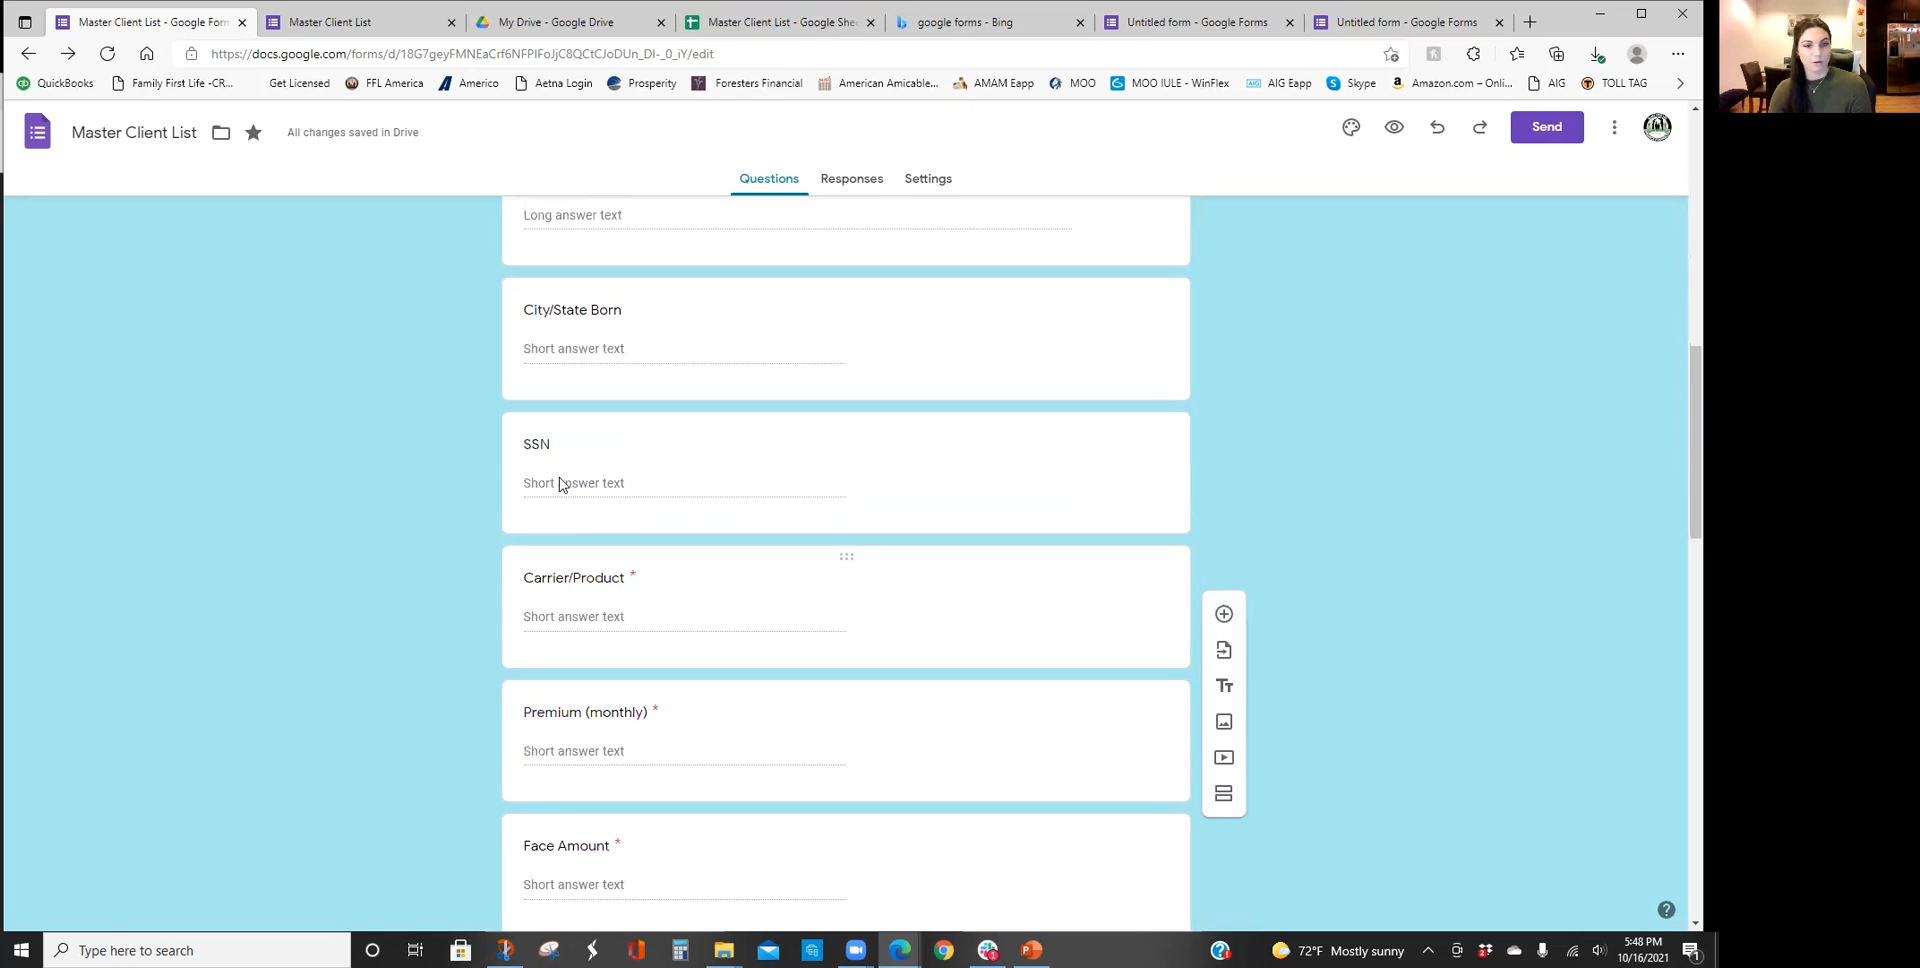 Master Client List - Google Form
Master Client List
My Drive - Google Drive
Master Client List - Google Shee
google forms - Bing
Untitled form - Google Forms
Untitled form - Google Forms
https://docs.google.com/forms/d/18G7geyFMNEaCrf6NFPIFoJjC8QCtCJoDUn_DI-_0_iY/edit
QuickBooks
Family First Life -CR...
Get Licensed
FFL America
Americo
Aetna Login
Prosperity
Foresters Financial
American Amicable...
AMAM Eapp
MOO
MOO IULE - WinFlex
AIG Eapp
Skype
Amazon.com – Onli...
AIG
TOLL TAG
Master Client List
All changes saved in Drive
Send
Questions
Responses
Settings
Long answer text
City/State Born
Short answer text
SSN
Short answer text
Carrier/Product *
Short answer text
Premium (monthly) *
Short answer text
Face Amount *
Short answer text
Type here to search
72°F Mostly sunny
5:48 PM
10/16/2021